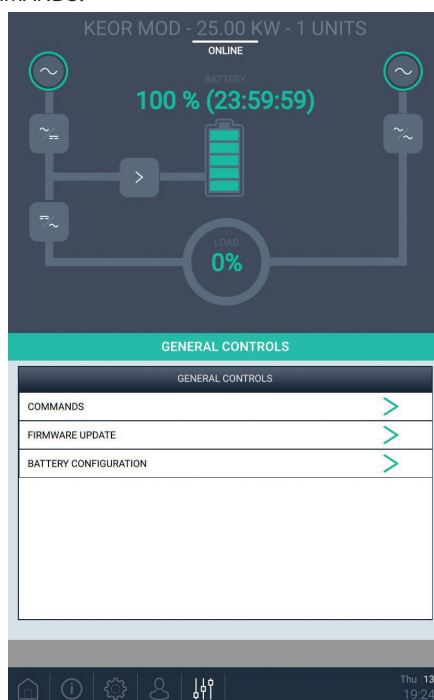 KEOR MOD - 25.00 KW - 1 UNITS
ONLINE
BATTERY
100 % (23:59:59)
LOAD
0%
GENERAL CONTROLS
GENERAL CONTROLS
COMMANDS
FIRMWARE UPDATE
BATTERY CONFIGURATION
Thu 13
19:24